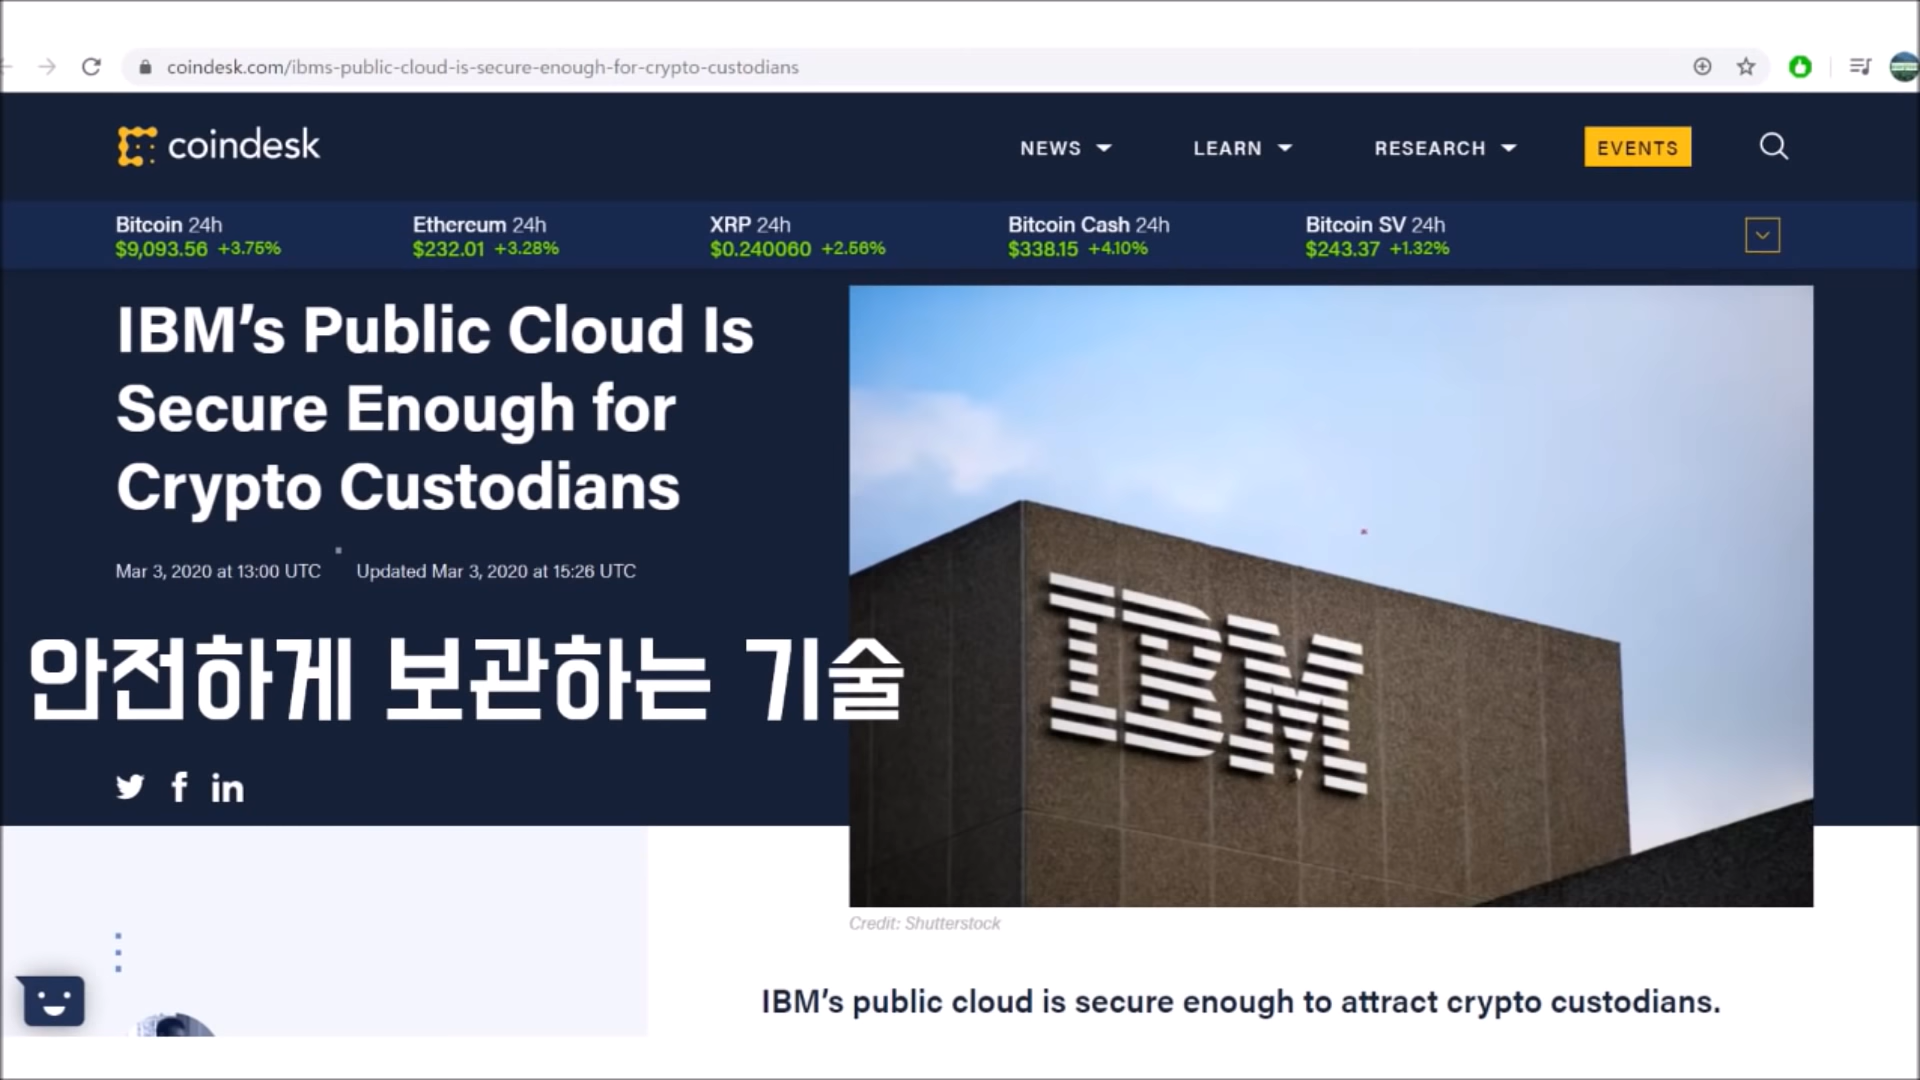 coindesk.com/ibms-public-cloud-is-secure-enough-for-crypto-custodians
coindesk
NEWS
LEARN
RESEARCH
EVENTS
Bitcoin 24h
$9,093.56 +3.75%
Ethereum 24h
$232.01 +3.28%
XRP 24h
$0.240060 +2.56%
Bitcoin Cash 24h
$338.15 +4.10%
Bitcoin SV 24h
$243.37 +1.32%
IBM’s Public Cloud Is
Secure Enough for
Crypto Custodians
Mar 3, 2020 at 13:00 UTC
Updated Mar 3, 2020 at 15:26 UTC
안전하게 보관하는 기술
IBM
Credit: Shutterstock
IBM’s public cloud is secure enough to attract crypto custodians.